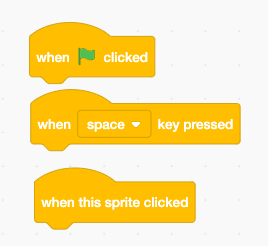 when clicked
when space key pressed
when this sprite clicked